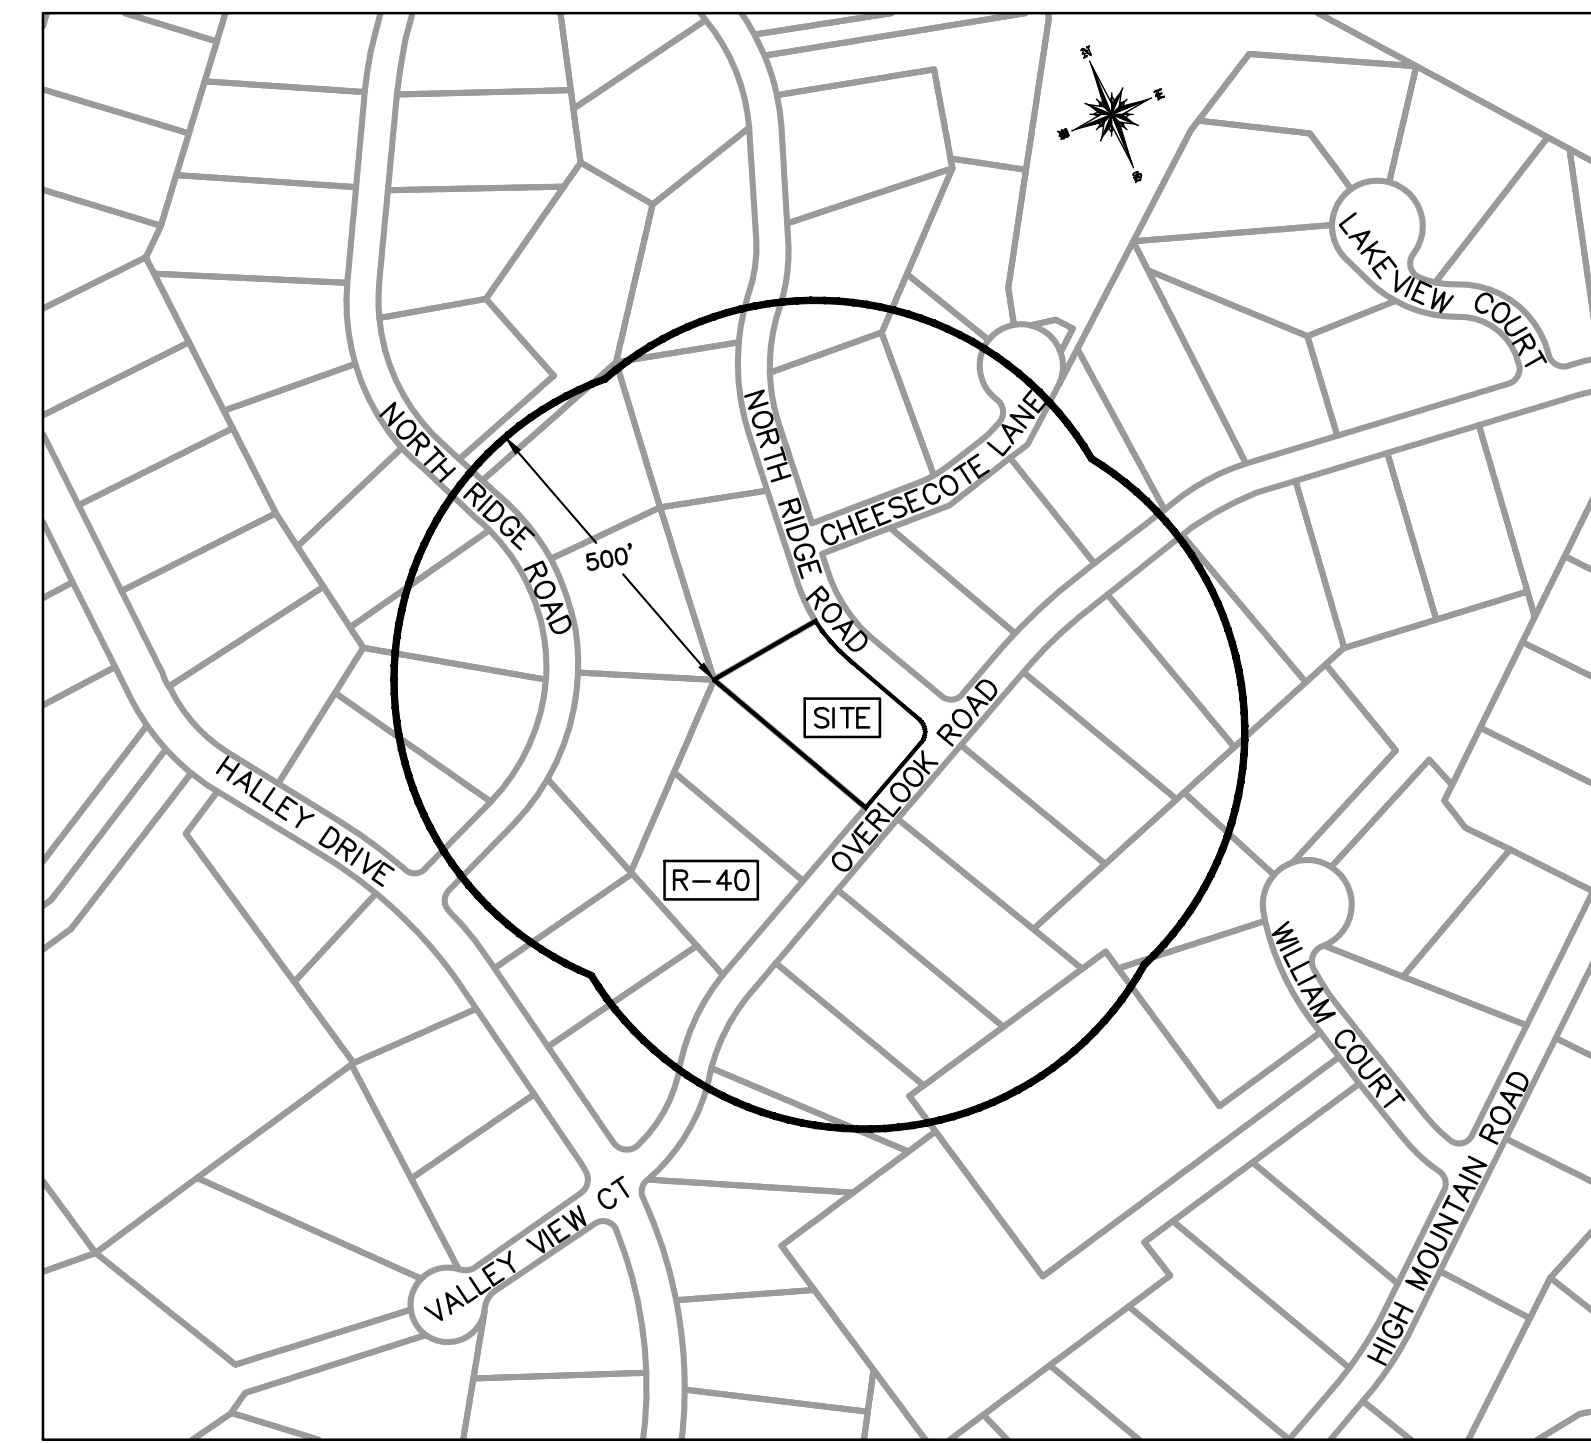 N
E
W
S
LAKEVIEW COURT
NORTH RIDGE ROAD
NORTH RIDGE ROAD
CHEESECOTE LANE
500'
SITE
OVERLOOK ROAD
HALLEY DRIVE
R-40
WILLIAM COURT
HIGH MOUNTAIN ROAD
VALLEY VIEW CT